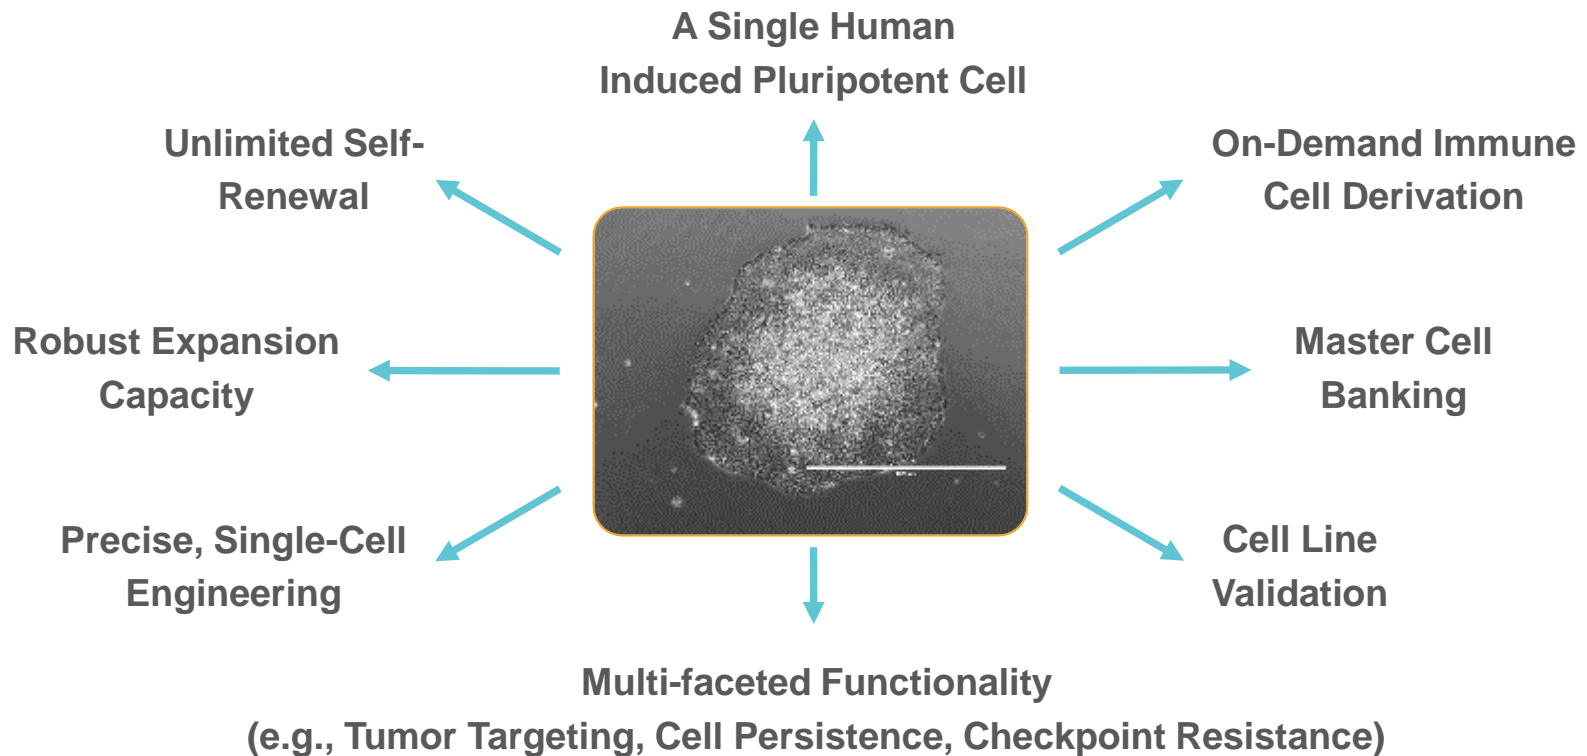 A Single Human
Induced Pluripotent Cell
Unlimited Self-
Renewal
On-Demand Immune
Cell Derivation
Robust Expansion
Capacity
Master Cell
Banking
Precise, Single-Cell
Engineering
Cell Line
Validation
Multi-faceted Functionality
(e.g., Tumor Targeting, Cell Persistence, Checkpoint Resistance)